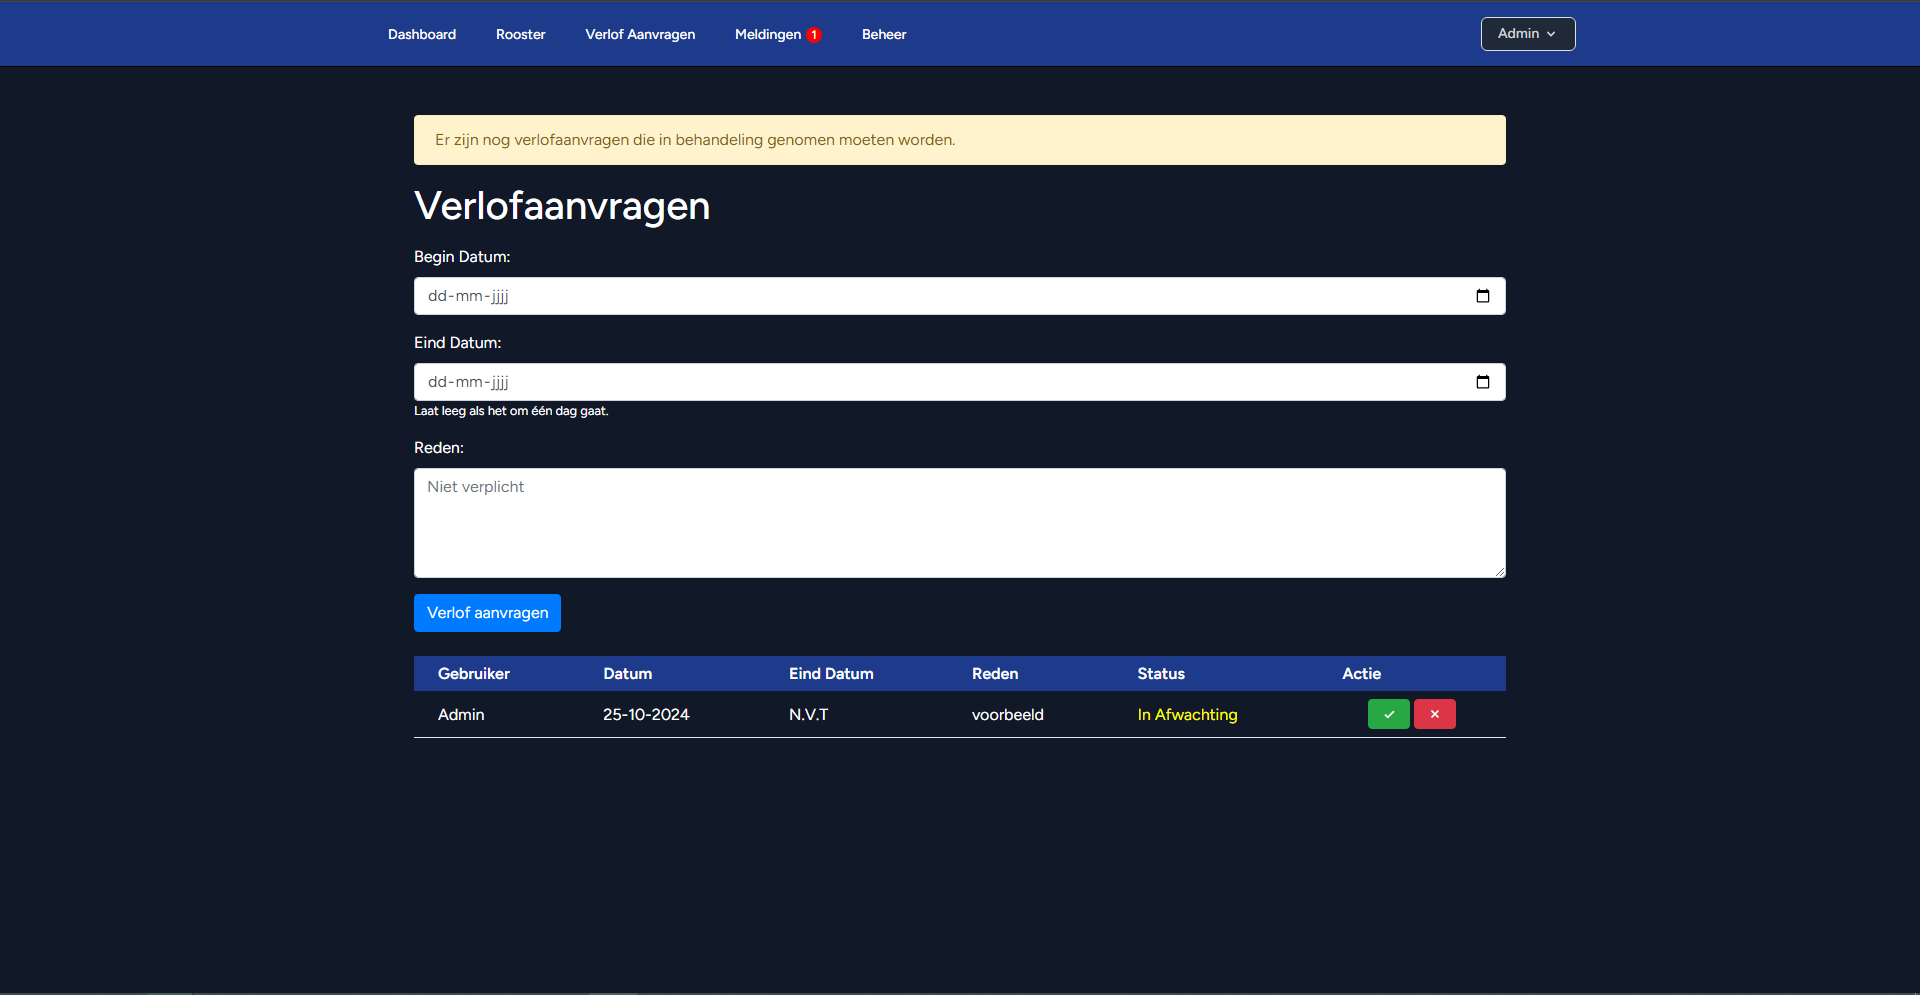 Dashboard Rooster Verlof Aanvragen Meldingen 1 Beheer Admin
Er zijn nog verlofaanvragen die in behandeling genomen moeten worden.
Verlofaanvragen
Begin Datum:
dd-mm-jjjj
Eind Datum:
dd-mm-jjjj
Laat leeg als het om één dag gaat.
Reden:
Niet verplicht
Verlof aanvragen
Gebruiker Datum Eind Datum Reden Status Actie
Admin 25-10-2024 N.V.T voorbeeld In Afwachting